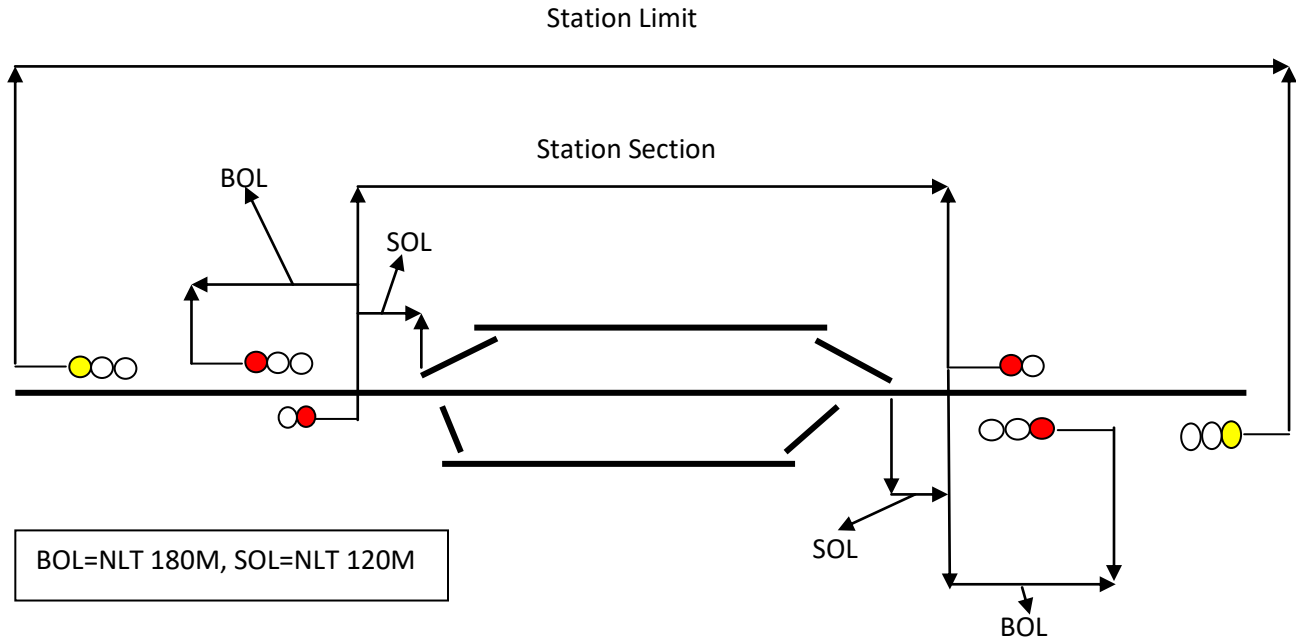 Station Limit
Station Section
BOL
SOL
SOL
BOL=NLT 180M, SOL=NLT 120M
BOL